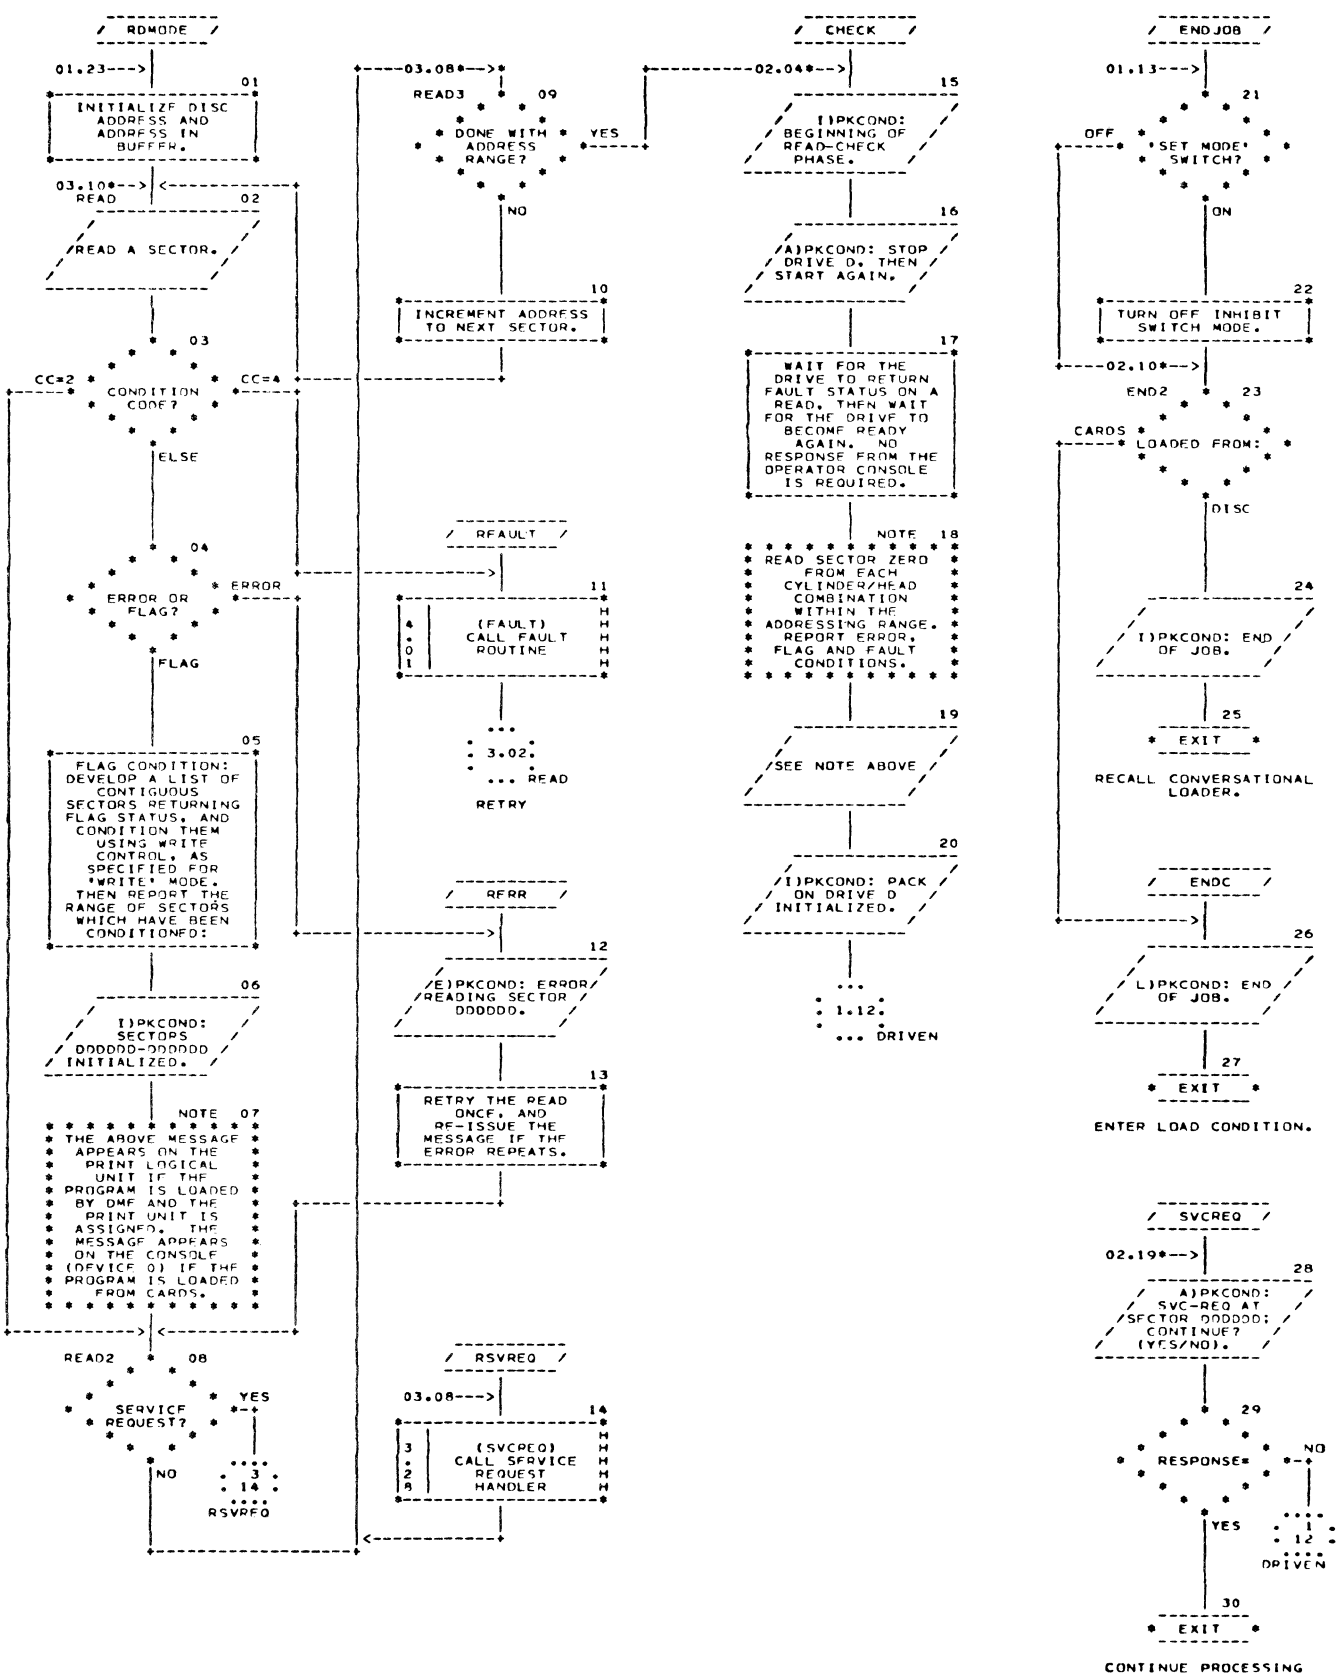 / RDMODE /
01.23--->
01
INITIALIZE DISC
ADDRESS AND
ADDRESS IN
BUFFER.
03.10*-->
READ
02
READ A SECTOR.
03
CC=2
CONDITION
CODE?
CC=4
ELSE
04
ERROR OR
FLAG?
ERROR
FLAG
05
FLAG CONDITION:
DEVELOP A LIST OF
CONTIGUOUS
SECTORS RETURNING
FLAG STATUS, AND
CONDITION THEM
USING WRITE
CONTROL, AS
SPECIFIED FOR
'WRITE' MODE.
THEN REPORT THE
RANGE OF SECTORS
WHICH HAVE BEEN
CONDITIONED:
06
I)PKCOND:
SECTORS
DDDDDD-DDDDDD
INITIALIZED.
NOTE 07
THE ABOVE MESSAGE
APPEARS ON THE
PRINT LOGICAL
UNIT IF THE
PROGRAM IS LOADED
BY DMF AND THE
PRINT UNIT IS
ASSIGNED. THE
MESSAGE APPEARS
ON THE CONSOLE
(DEVICE 0) IF THE
PROGRAM IS LOADED
FROM CARDS.
READ2
08
SERVICE
REQUEST?
YES
NO
3
14
RSVREQ
03.08*-->
READ3
09
DONE WITH
ADDRESS
RANGE?
YES
NO
10
INCREMENT ADDRESS
TO NEXT SECTOR.
/ RFAULT /
11
4.01
(FAULT)
CALL FAULT
ROUTINE
3.02.
READ
RETRY
/ RERR /
12
E)PKCOND: ERROR
READING SECTOR
DDDDDD.
13
RETRY THE READ
ONCE, AND
RE-ISSUE THE
MESSAGE IF THE
ERROR REPEATS.
/ RSVREQ /
03.08--->
14
3.28
(SVCREQ)
CALL SERVICE
REQUEST
HANDLER
/ CHECK /
02.04*-->
15
I)PKCOND:
BEGINNING OF
READ-CHECK
PHASE.
16
A)PKCOND: STOP
DRIVE D, THEN
START AGAIN.
17
WAIT FOR THE
DRIVE TO RETURN
FAULT STATUS ON A
READ, THEN WAIT
FOR THE DRIVE TO
BECOME READY
AGAIN. NO
RESPONSE FROM THE
OPERATOR CONSOLE
IS REQUIRED.
NOTE 18
READ SECTOR ZERO
FROM EACH
CYLINDER/HEAD
COMBINATION
WITHIN THE
ADDRESSING RANGE.
REPORT ERROR,
FLAG AND FAULT
CONDITIONS.
19
SEE NOTE ABOVE
20
I)PKCOND: PACK
ON DRIVE D
INITIALIZED.
1.12.
DRIVEN
/ ENDJOB /
01.13--->
21
OFF
'SET MODE'
SWITCH?
ON
22
TURN OFF INHIBIT
SWITCH MODE.
02.10*-->
END2
23
CARDS
LOADED FROM:
DISC
24
I)PKCOND: END
OF JOB.
25
EXIT
RECALL CONVERSATIONAL
LOADER.
/ ENDC /
26
L)PKCOND: END
OF JOB.
27
EXIT
ENTER LOAD CONDITION.
/ SVCREQ /
02.19*-->
28
A)PKCOND:
SVC-REQ AT
SECTOR DDDDDD;
CONTINUE?
(YES/NO).
29
RESPONSE=
NO
YES
1
12
DRIVEN
30
EXIT
CONTINUE PROCESSING